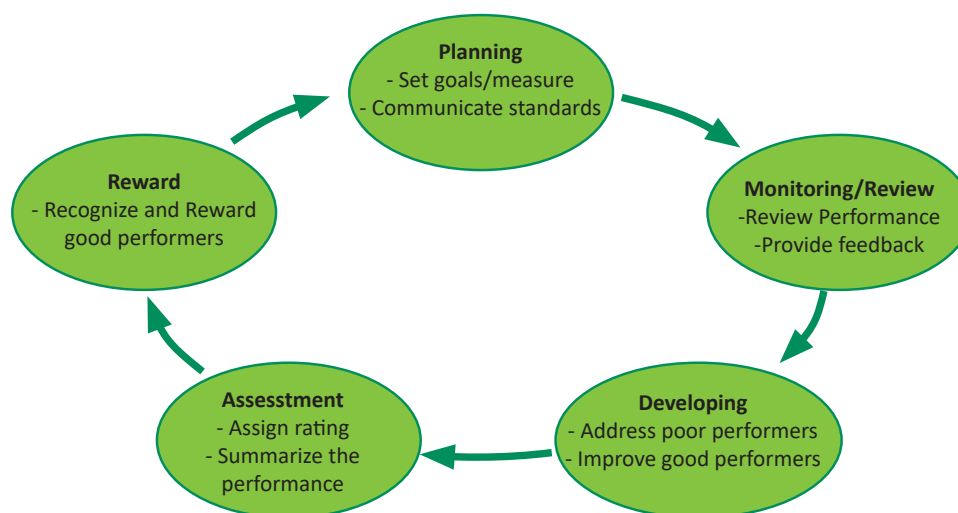 Planning
- Set goals/measure
- Communicate standards
Monitoring/Review
-Review Performance
-Provide feedback
Developing
- Address poor performers
- Improve good performers
Assesstment
- Assign rating
- Summarize the
performance
Reward
- Recognize and Reward
good performers